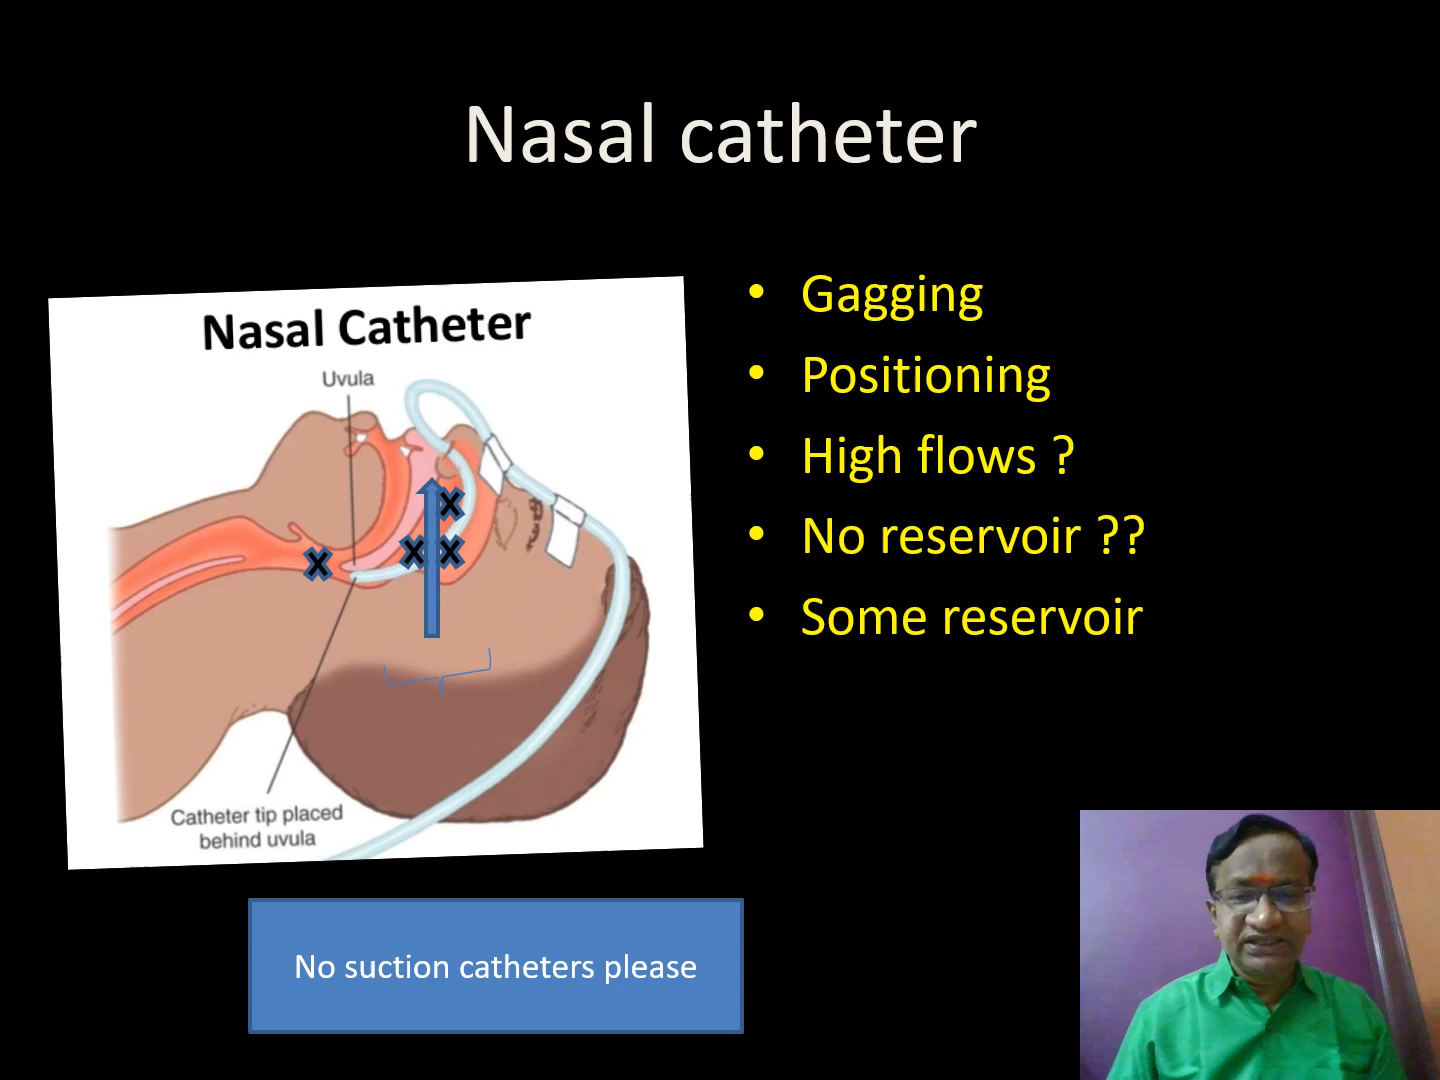 Nasal catheter
Nasal Catheter
Uvula
Catheter tip placed
behind uvula
• Gagging
• Positioning
• High flows ?
• No reservoir ??
• Some reservoir
No suction catheters please